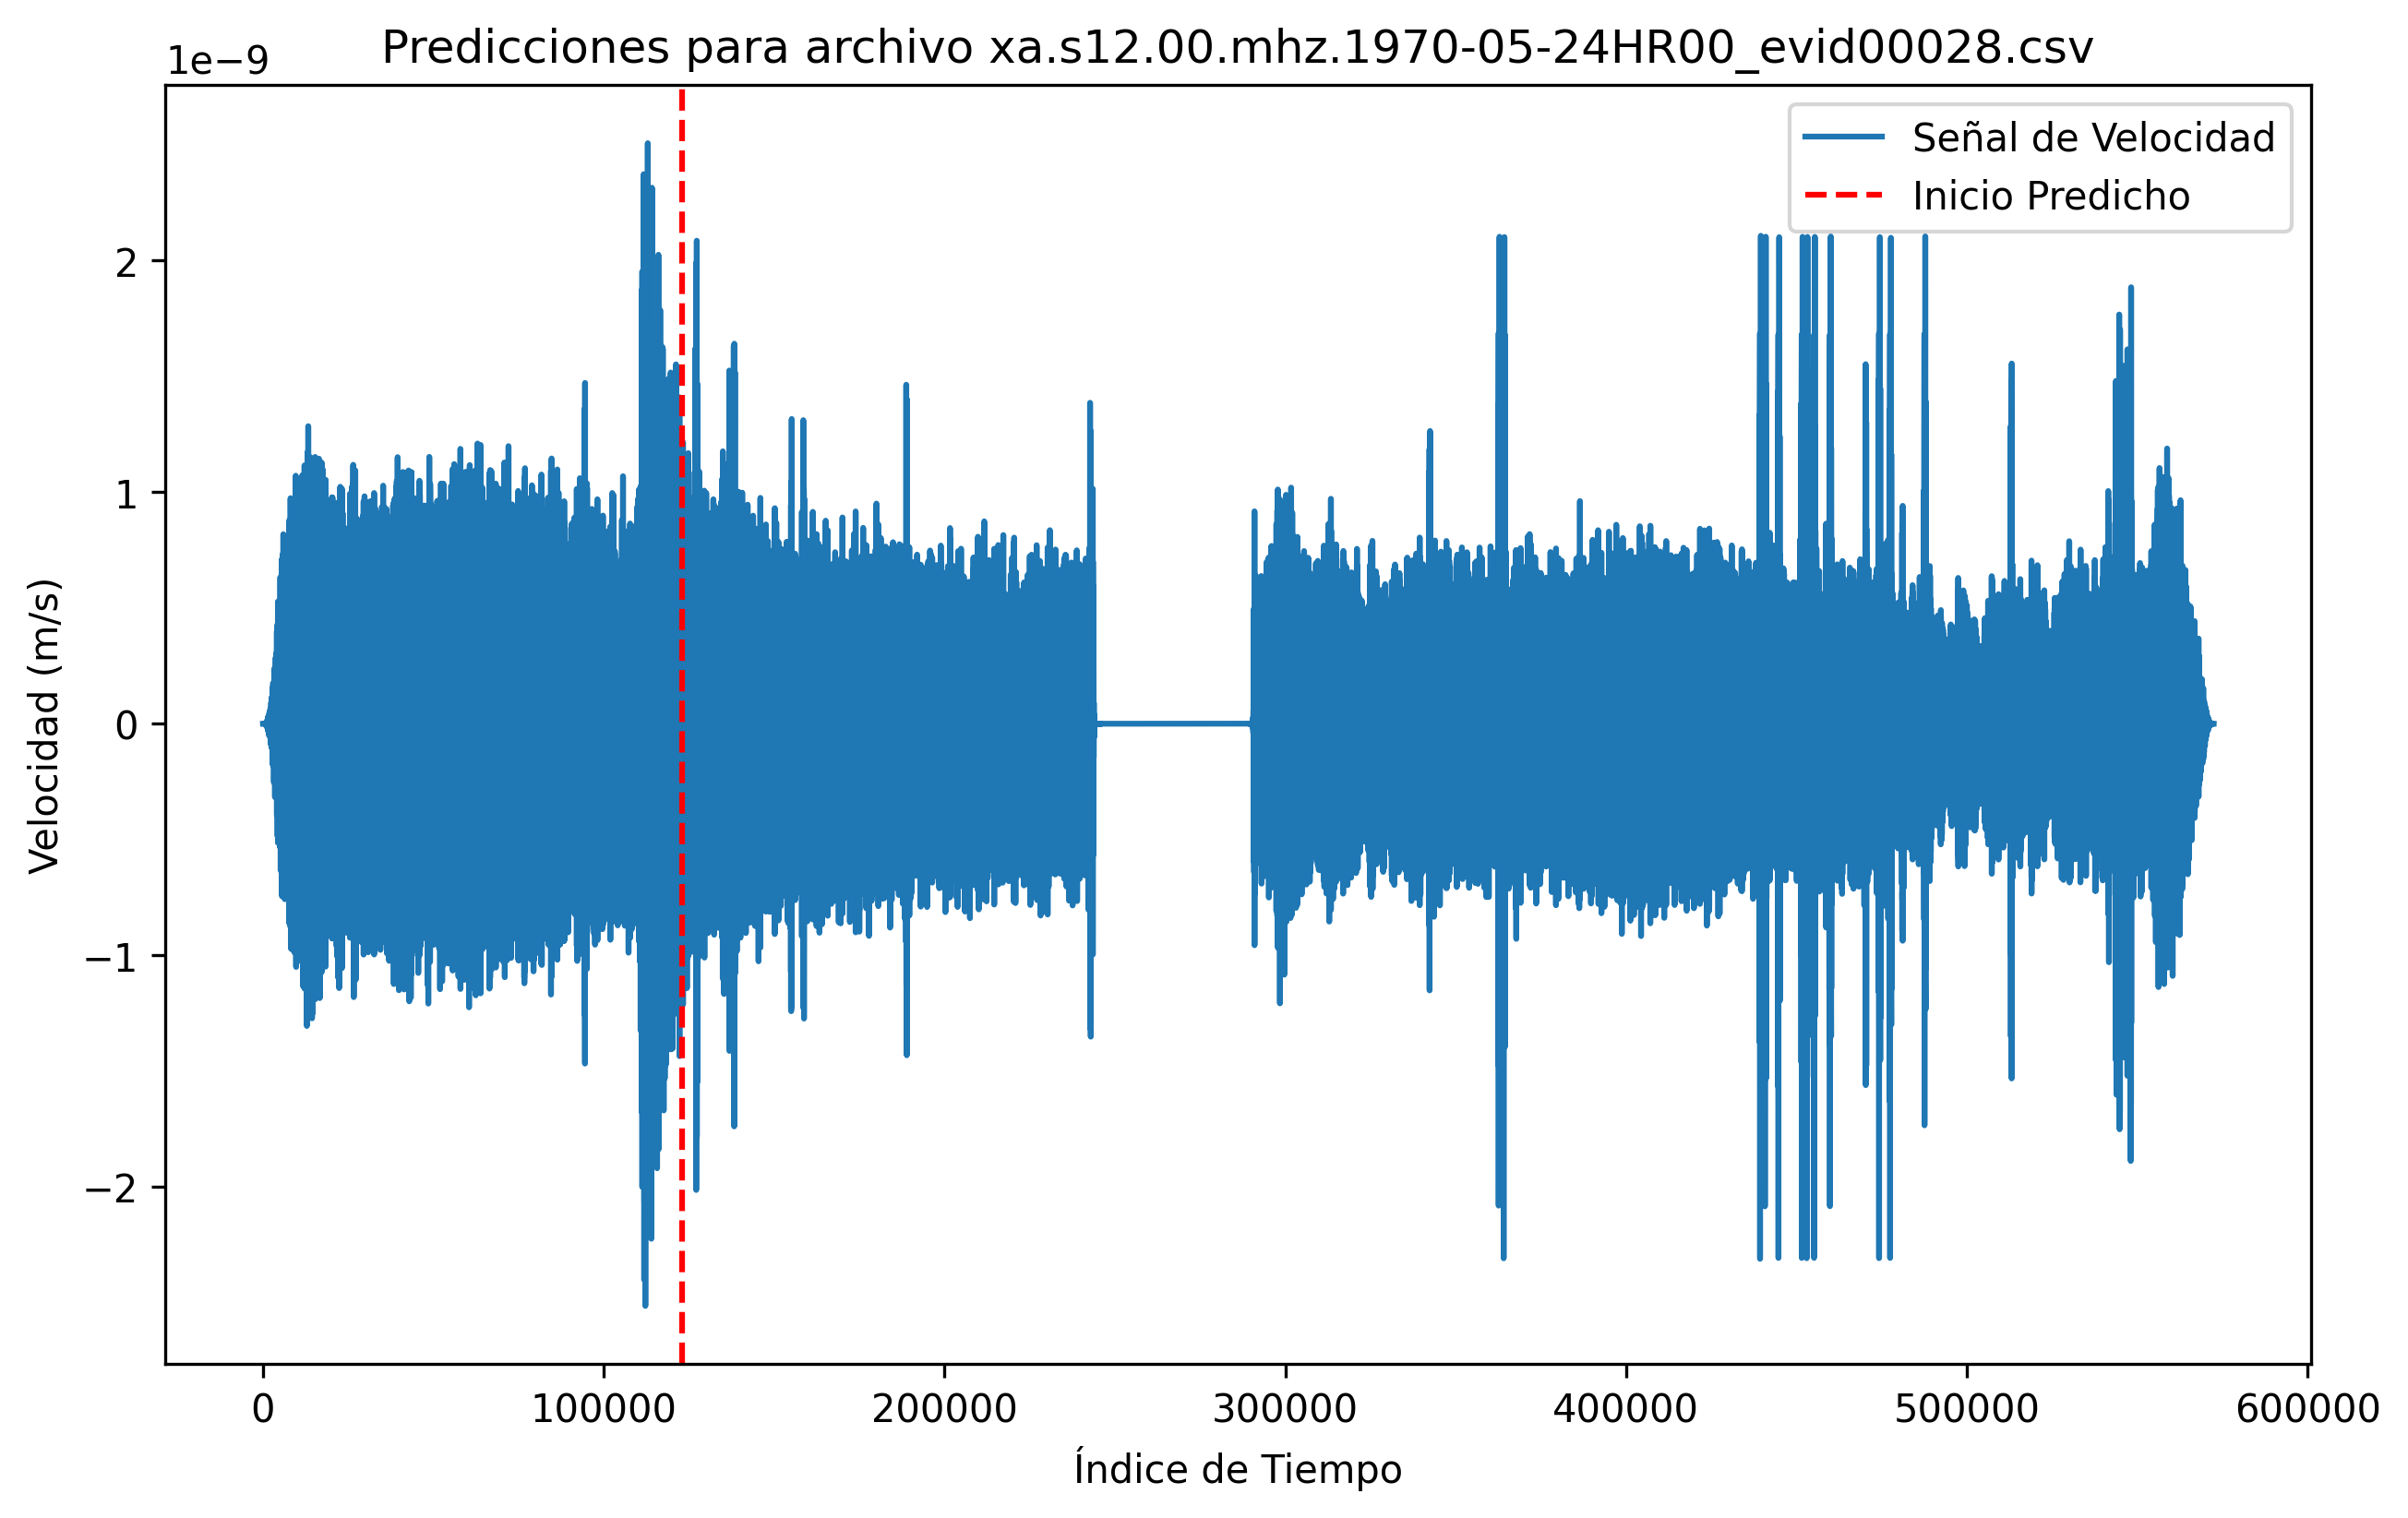 Predicciones para archivo xa.s12.00.mhz.1970-05-24HR00_evid00028.csv
1e−9
Señal de Velocidad
Inicio Predicho
2
1
0
−1
−2
Velocidad (m/s)
0 100000 200000 300000 400000 500000 600000
Índice de Tiempo